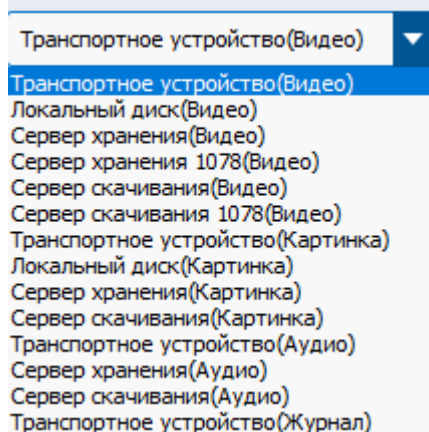 Транспортное устройство(Видео)
Транспортное устройство(Видео)
Локальный диск(Видео)
Сервер хранения(Видео)
Сервер хранения 1078(Видео)
Сервер скачивания(Видео)
Сервер скачивания 1078(Видео)
Транспортное устройство(Картинка)
Локальный диск(Картинка)
Сервер хранения(Картинка)
Сервер скачивания(Картинка)
Транспортное устройство(Аудио)
Сервер хранения(Аудио)
Сервер скачивания(Аудио)
Транспортное устройство(Журнал)